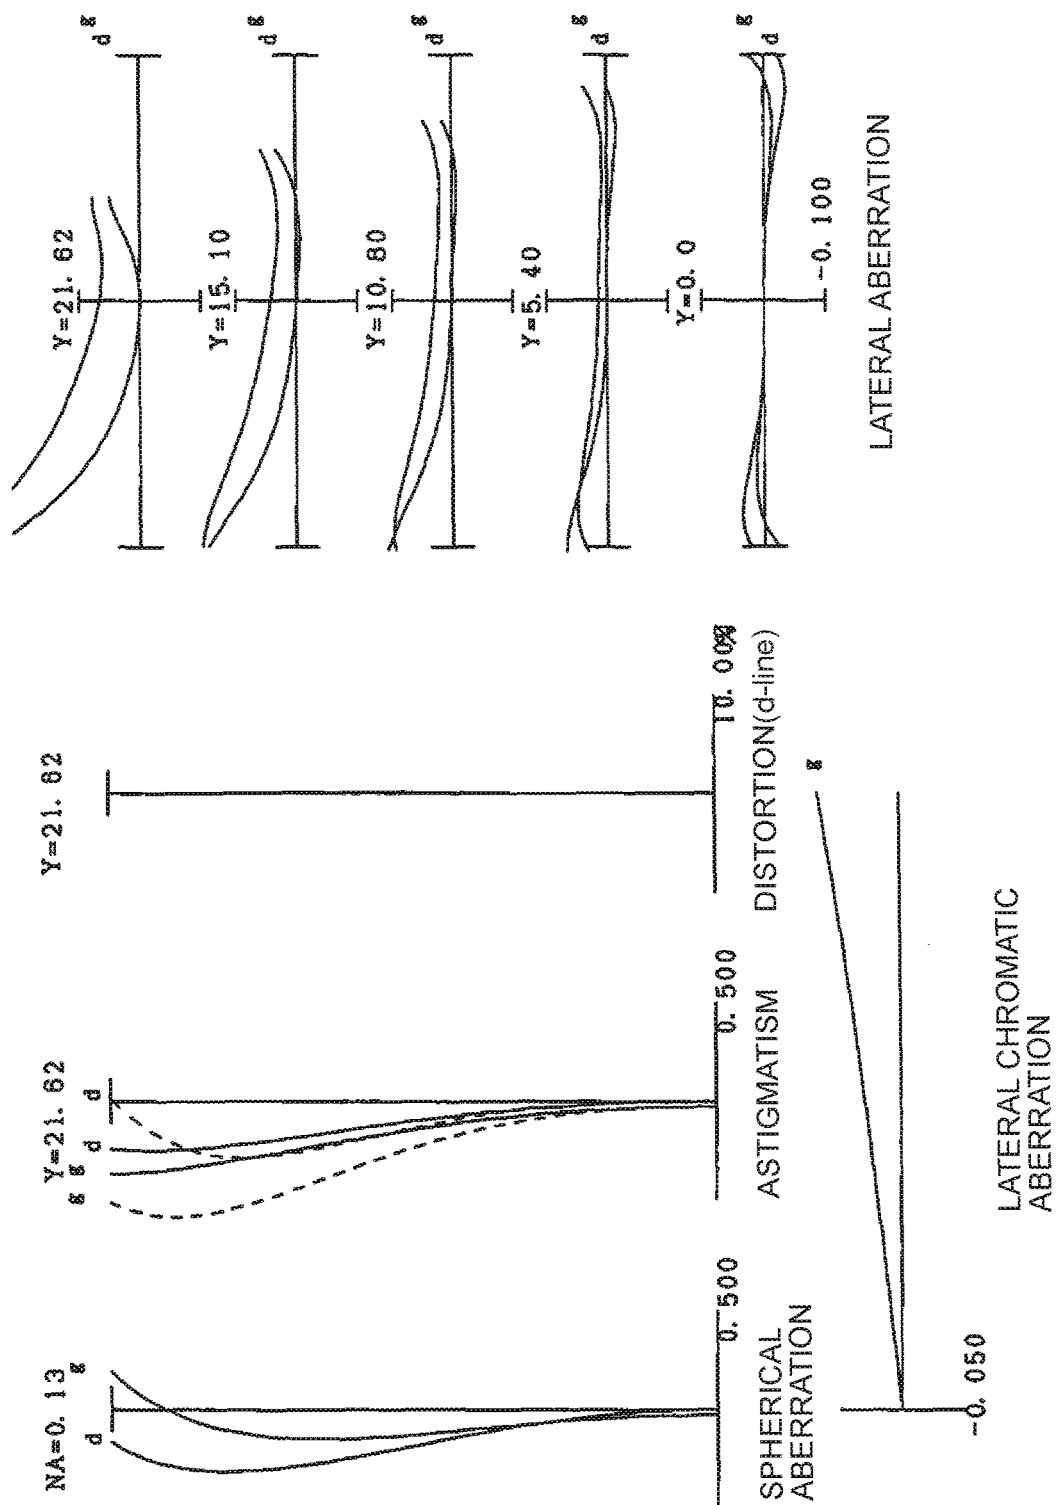 NA=0.13
d
g
0.500
SPHERICAL
ABERRATION
Y=21.62
g
g
d
d
0.500
ASTIGMATISM
Y=21.62
10.00%
DISTORTION(d-line)
g
-0.050
LATERAL CHROMATIC
ABERRATION
Y=21.62
g
d
Y=15.10
g
d
Y=10.80
g
d
Y=5.40
g
d
Y=0.0
g
d
-0.100
LATERAL ABERRATION